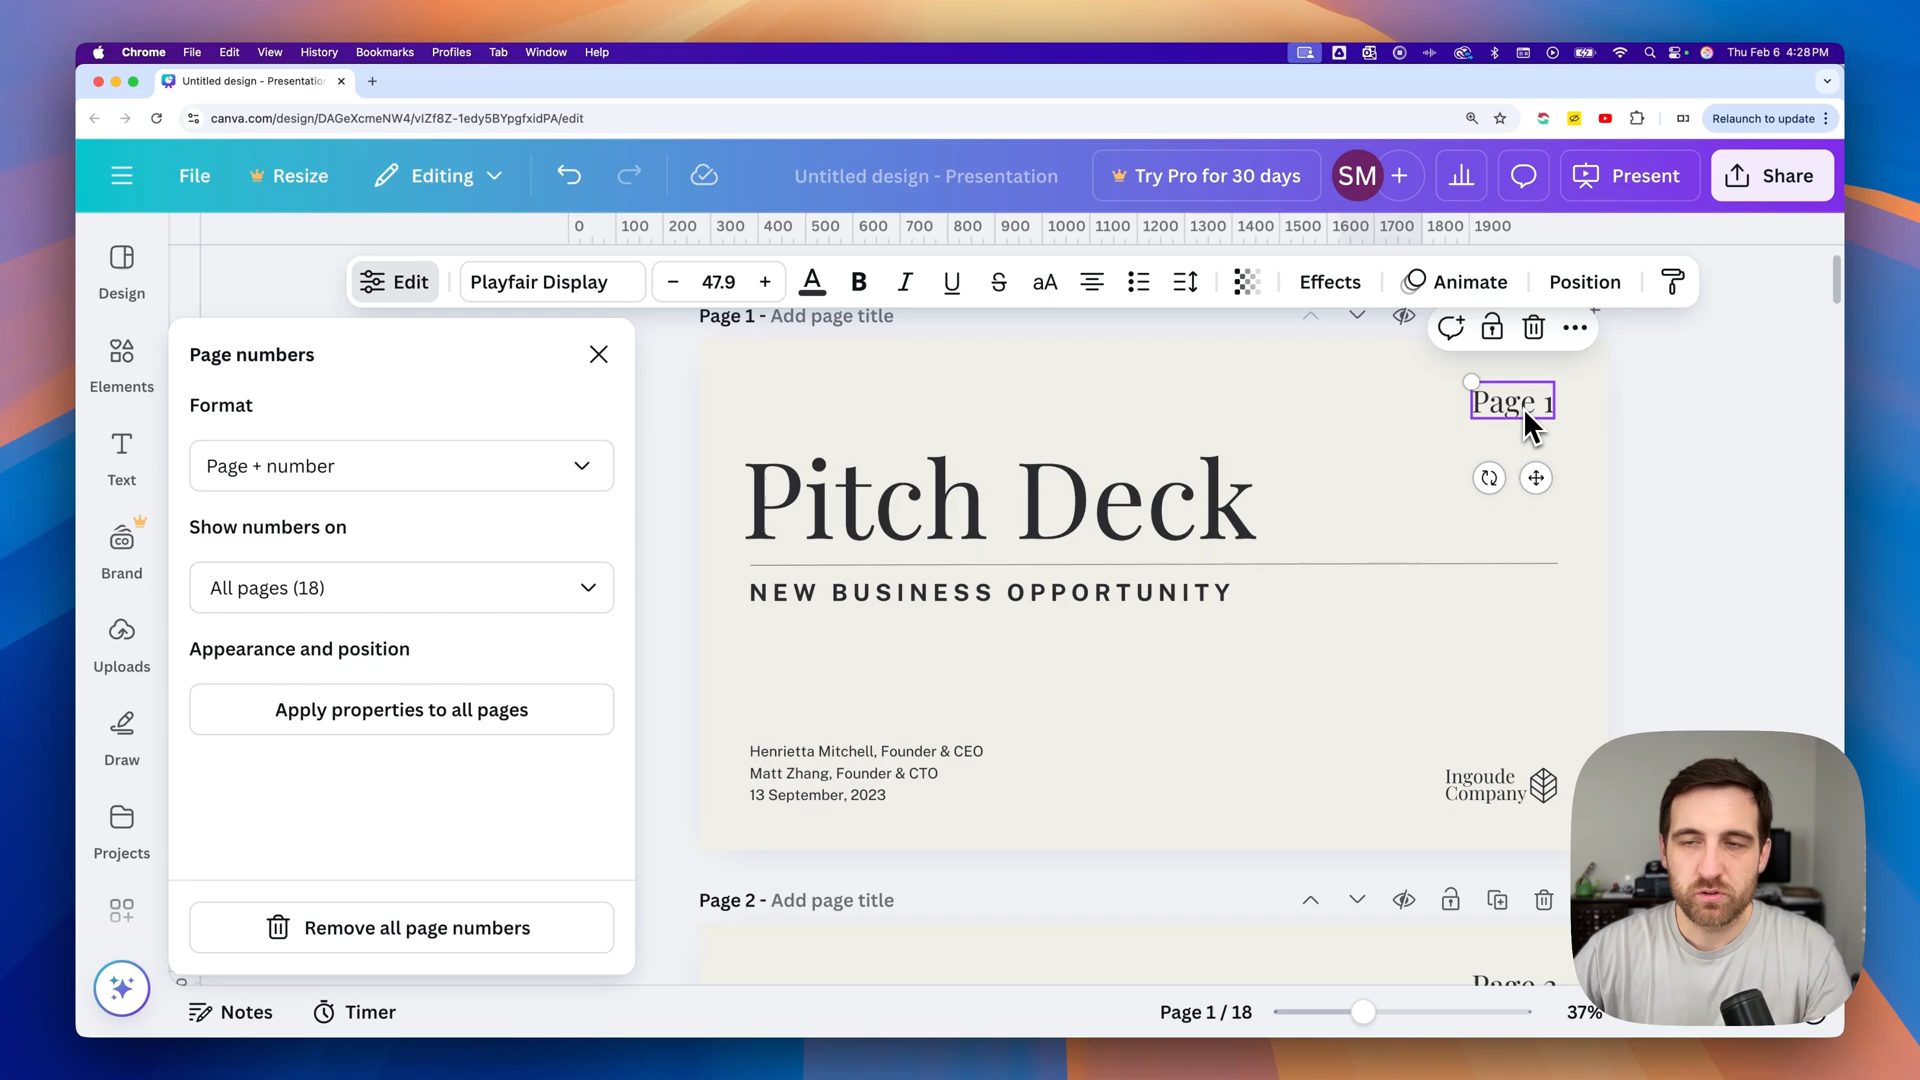 Chrome File Edit View History Bookmarks Profiles Tab Window Help
Thu Feb 6 4:28 PM
Untitled design - Presentation
canva.com/design/DAGeXcmeNW4/vIZf8Z-1edy5BYpgfxidPA/edit
Relaunch to update
File Resize Editing
Untitled design - Presentation
Try Pro for 30 days
SM
Present
Share
0 100 200 300 400 500 600 700 800 900 1000 1100 1200 1300 1400 1500 1600 1700 1800 1900
Edit
Playfair Display
− 47.9 +
A B I U S aA
Effects
Animate
Position
Design
Elements
Text
Brand
Uploads
Draw
Projects
Page numbers
Format
Page + number
Show numbers on
All pages (18)
Appearance and position
Apply properties to all pages
Remove all page numbers
Page 1 - Add page title
Page 1
Pitch Deck
NEW BUSINESS OPPORTUNITY
Henrietta Mitchell, Founder & CEO
Matt Zhang, Founder & CTO
13 September, 2023
Ingoude
Company
Page 2 - Add page title
Page 2
Notes
Timer
Page 1 / 18
37%